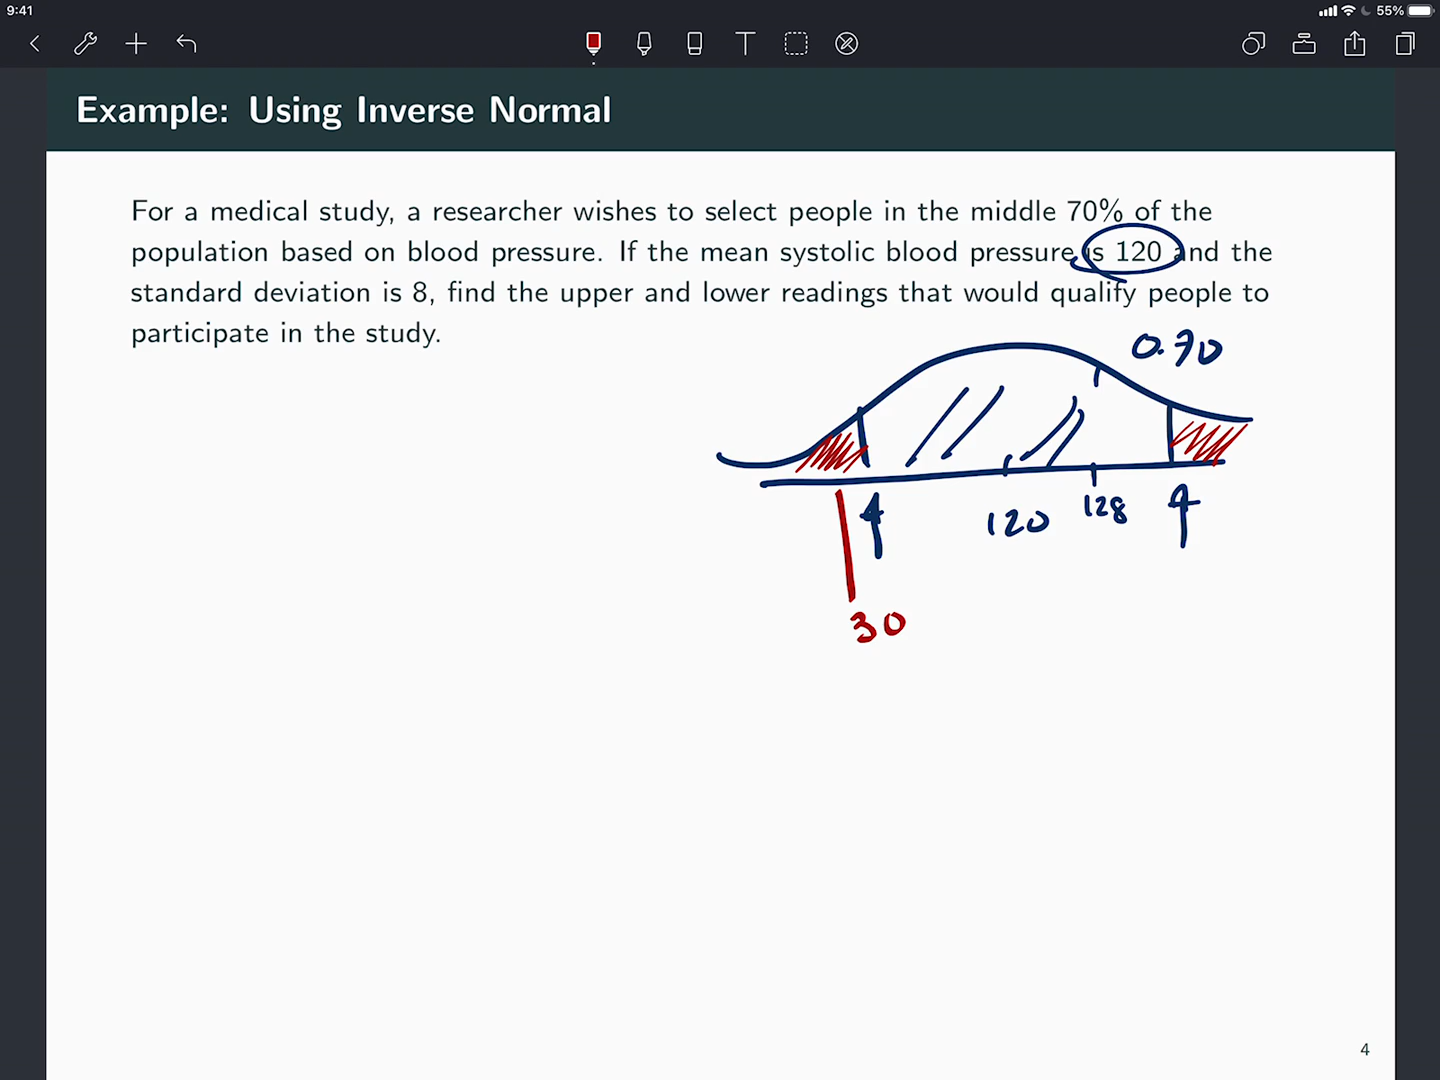 9:41
55%
Example: Using Inverse Normal
For a medical study, a researcher wishes to select people in the middle 70% of the
population based on blood pressure. If the mean systolic blood pressure is 120 and the
standard deviation is 8, find the upper and lower readings that would qualify people to
participate in the study.
0.70
120 128
30
4